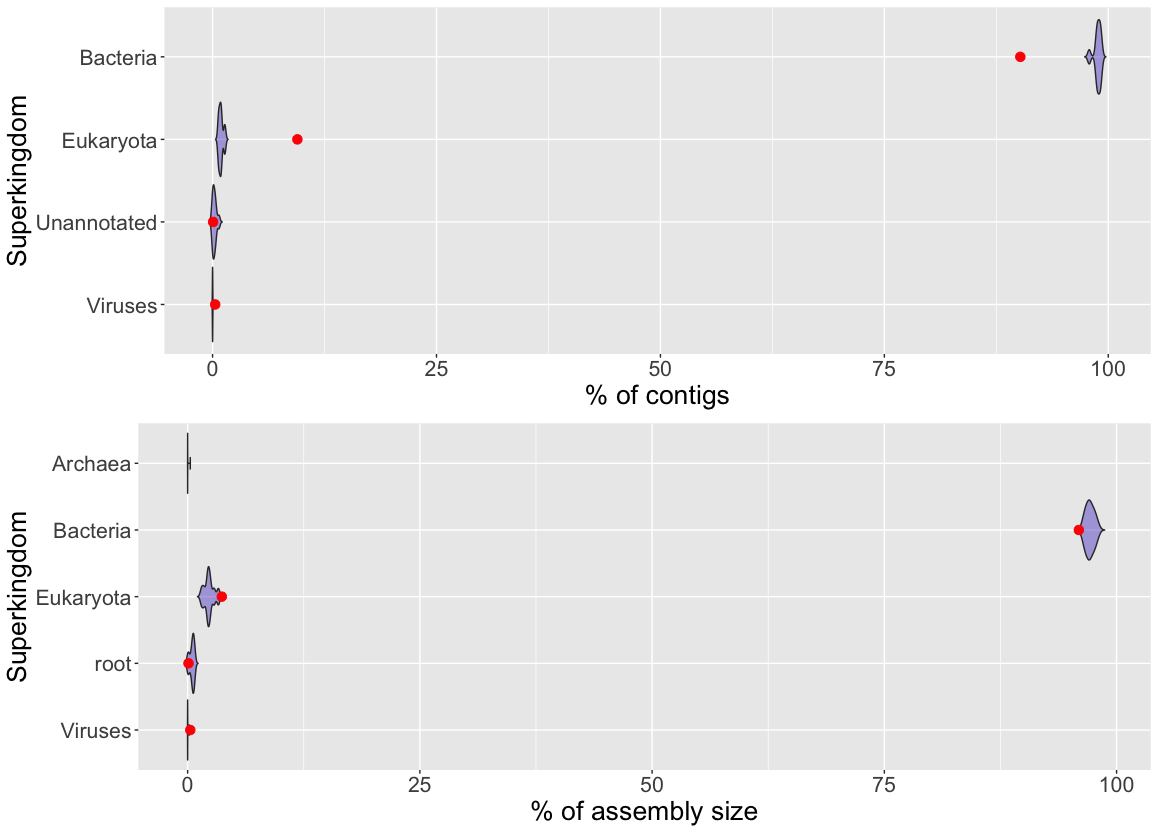 Superkingdom
Bacteria
Eukaryota
Unannotated
Viruses
0 25 50 75 100
% of contigs
Superkingdom
Archaea
Bacteria
Eukaryota
root
Viruses
0 25 50 75 100
% of assembly size